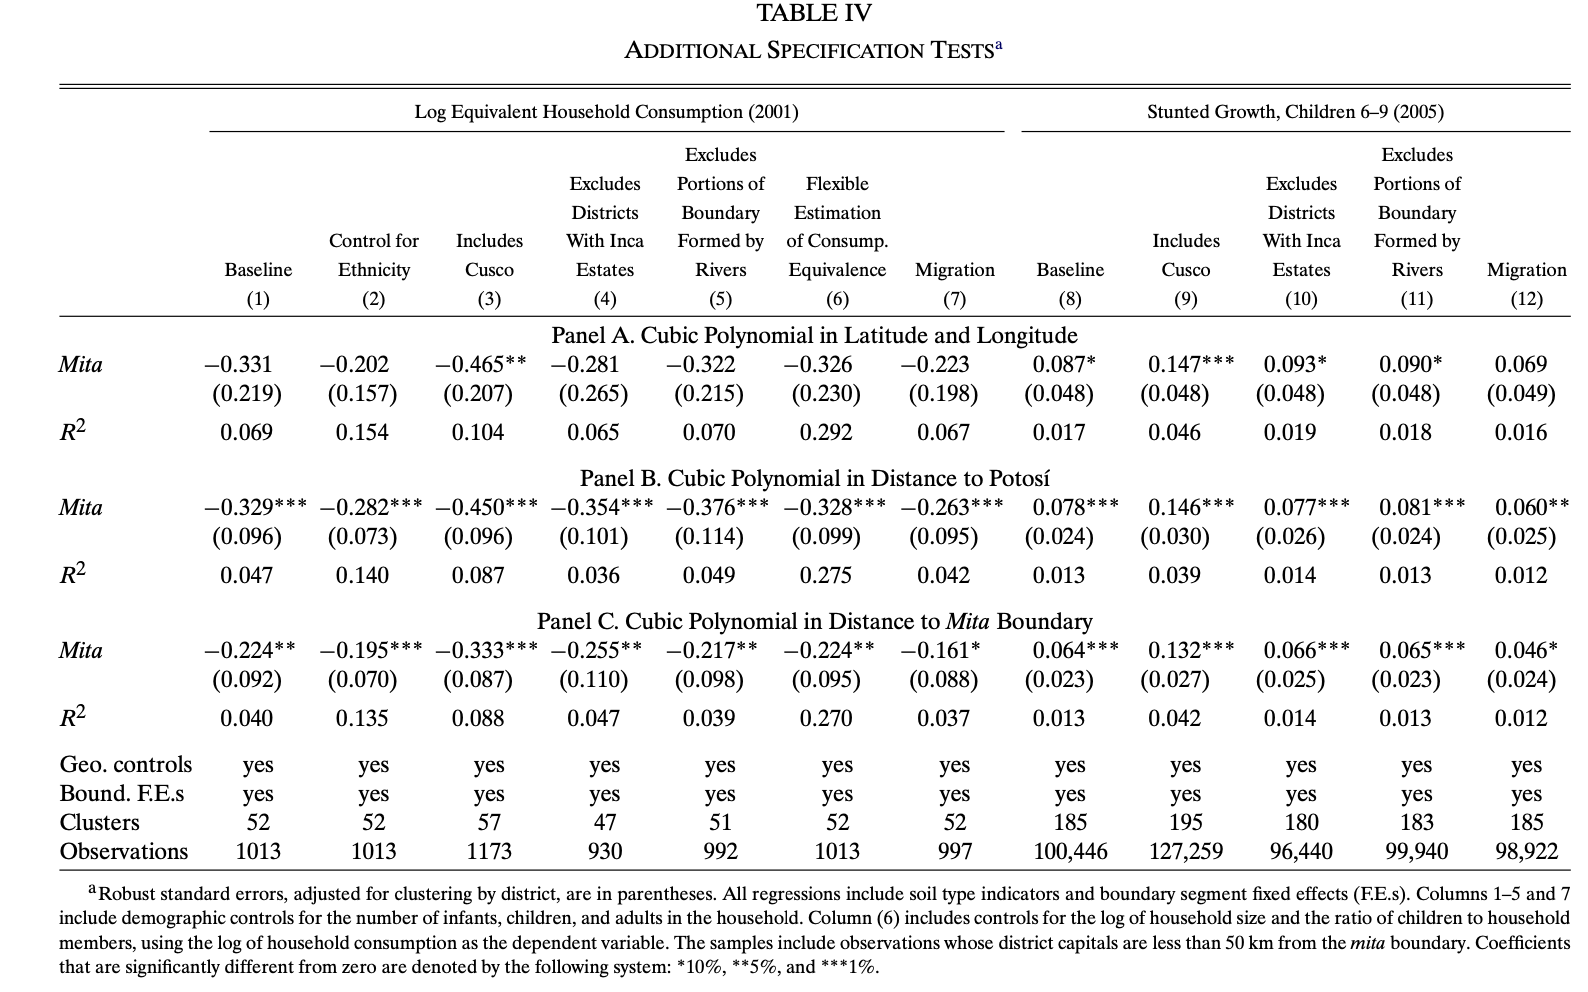 TABLE IV
ADDITIONAL SPECIFICATION TESTSa
Log Equivalent Household Consumption (2001) Stunted Growth, Children 6–9 (2005)
Excludes Excludes
Excludes Portions of Flexible Excludes Portions of
Districts Boundary Estimation Districts Boundary
Control for Includes With Inca Formed by of Consump. Includes With Inca Formed by
Baseline Ethnicity Cusco Estates Rivers Equivalence Migration Baseline Cusco Estates Rivers Migration
(1) (2) (3) (4) (5) (6) (7) (8) (9) (10) (11) (12)
Panel A. Cubic Polynomial in Latitude and Longitude
Mita −0.331 −0.202 −0.465** −0.281 −0.322 −0.326 −0.223 0.087* 0.147*** 0.093* 0.090* 0.069
(0.219) (0.157) (0.207) (0.265) (0.215) (0.230) (0.198) (0.048) (0.048) (0.048) (0.048) (0.049)
R2 0.069 0.154 0.104 0.065 0.070 0.292 0.067 0.017 0.046 0.019 0.018 0.016
Panel B. Cubic Polynomial in Distance to Potosí
Mita −0.329*** −0.282*** −0.450*** −0.354*** −0.376*** −0.328*** −0.263*** 0.078*** 0.146*** 0.077*** 0.081*** 0.060**
(0.096) (0.073) (0.096) (0.101) (0.114) (0.099) (0.095) (0.024) (0.030) (0.026) (0.024) (0.025)
R2 0.047 0.140 0.087 0.036 0.049 0.275 0.042 0.013 0.039 0.014 0.013 0.012
Panel C. Cubic Polynomial in Distance to Mita Boundary
Mita −0.224** −0.195*** −0.333*** −0.255** −0.217** −0.224** −0.161* 0.064*** 0.132*** 0.066*** 0.065*** 0.046*
(0.092) (0.070) (0.087) (0.110) (0.098) (0.095) (0.088) (0.023) (0.027) (0.025) (0.023) (0.024)
R2 0.040 0.135 0.088 0.047 0.039 0.270 0.037 0.013 0.042 0.014 0.013 0.012
Geo. controls yes yes yes yes yes yes yes yes yes yes yes yes
Bound. F.E.s yes yes yes yes yes yes yes yes yes yes yes yes
Clusters 52 52 57 47 51 52 52 185 195 180 183 185
Observations 1013 1013 1173 930 992 1013 997 100,446 127,259 96,440 99,940 98,922
aRobust standard errors, adjusted for clustering by district, are in parentheses. All regressions include soil type indicators and boundary segment fixed effects (F.E.s). Columns 1–5 and 7
include demographic controls for the number of infants, children, and adults in the household. Column (6) includes controls for the log of household size and the ratio of children to household
members, using the log of household consumption as the dependent variable. The samples include observations whose district capitals are less than 50 km from the mita boundary. Coefficients
that are significantly different from zero are denoted by the following system: *10%, **5%, and ***1%.